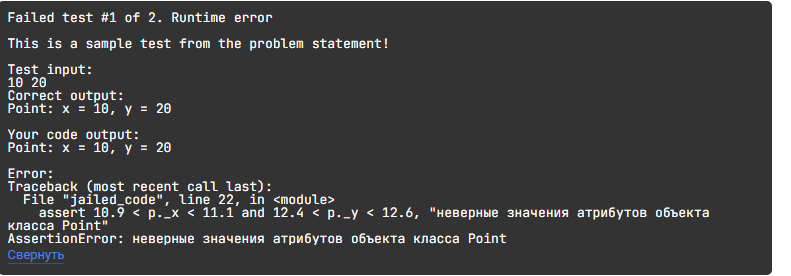 Failed test #1 of 2. Runtime error
This is a sample test from the problem statement!
Test input:
10 20
Correct output:
Point: x = 10, y = 20
Your code output:
Point: x = 10, y = 20
Error:
Traceback (most recent call last):
  File "jailed_code", line 22, in <module>
    assert 10.9 < p._x < 11.1 and 12.4 < p._y < 12.6, "неверные значения атрибутов объекта
класса Point"
AssertionError: неверные значения атрибутов объекта класса Point
Свернуть